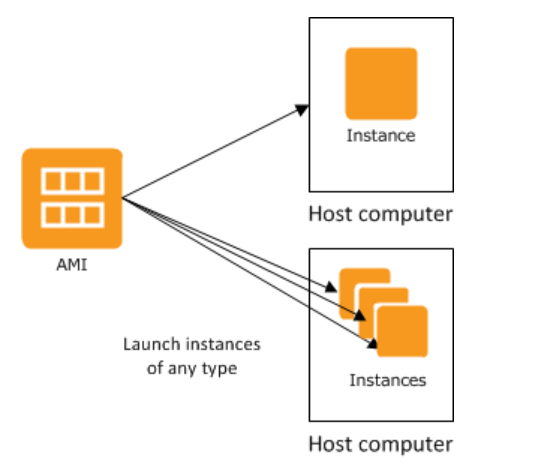 Instance
Host computer
AMI
Launch instances
of any type
Instances
Host computer